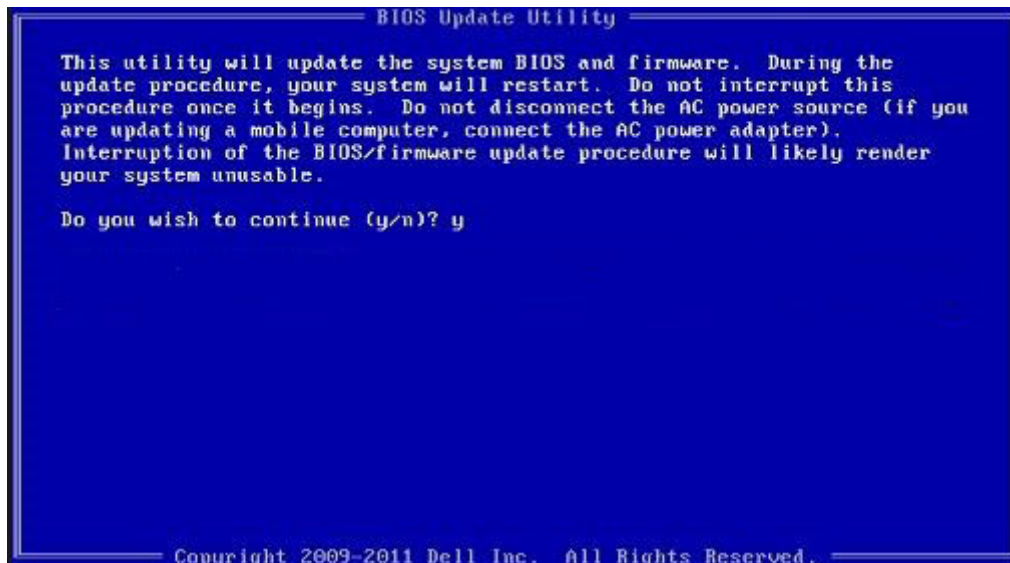 BIOS Update Utility
This utility will update the system BIOS and firmware.  During the
update procedure, your system will restart.  Do not interrupt this
procedure once it begins.  Do not disconnect the AC power source (if you
are updating a mobile computer, connect the AC power adapter).
Interruption of the BIOS/firmware update procedure will likely render
your system unusable.
Do you wish to continue (y/n)? y
Copyright 2009-2011 Dell Inc.  All Rights Reserved.